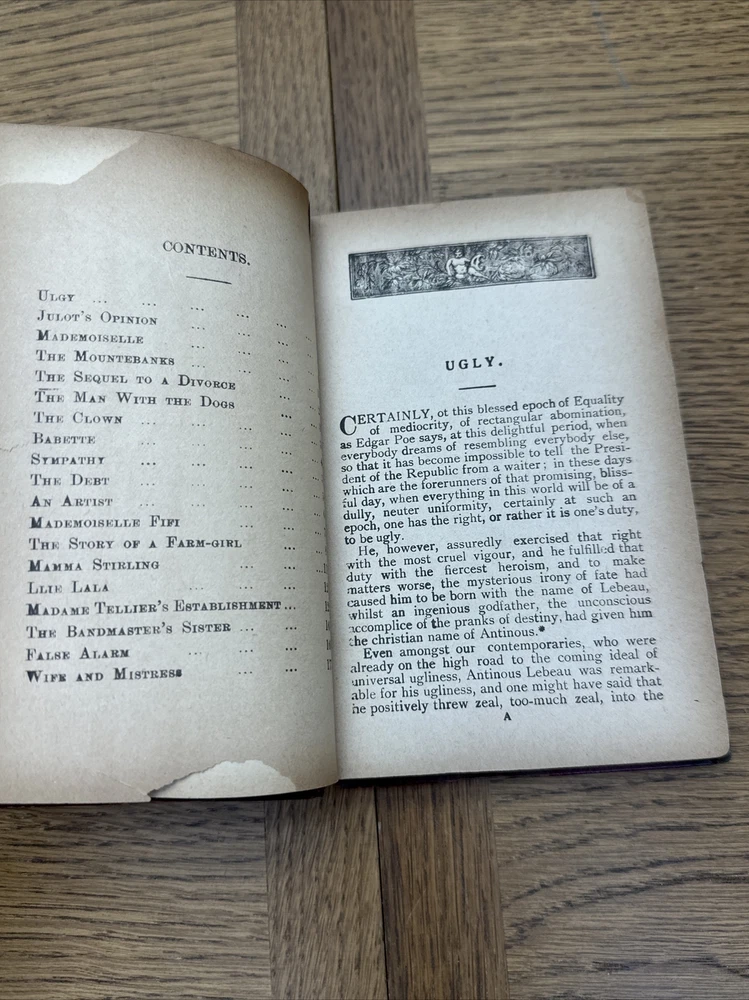 CONTENTS.
ULGY ... ... ... ...
JULOT'S OPINION ... ... ...
MADEMOISELLE ... ... ...
THE MOUNTEBANKS ... ... ...
THE SEQUEL TO A DIVORCE ...
THE MAN WITH THE DOGS ...
THE CLOWN ... ... ...
BABETTE ... ... ...
SYMPATHY ... ... ...
THE DEBT ... ... ...
AN ARTIST ... ... ...
MADEMOISELLE FIFI ... ...
THE STORY OF A FARM-GIRL ...
MAMMA STIRLING ... ...
LLIE LALA ... ... ...
MADAME TELLIER'S ESTABLISHMENT ...
THE BANDMASTER'S SISTER ... ...
FALSE ALARM ... ...
WIFE AND MISTRESS ... ...
UGLY.
CERTAINLY, ot this blessed epoch of Equality
of mediocrity, of rectangular abomination,
as Edgar Poe says, at this delightful period, when
everybody dreams of resembling everybody else,
so that it has become impossible to tell the Presi-
dent of the Republic from a waiter; in these days
which are the forerunners of that promising, bliss-
ful day, when everything in this world will be of a
dully, neuter uniformity, certainly at such an
epoch, one has the right, or rather it is one's duty,
to be ugly.
He, however, assuredly exercised that right
with the most cruel vigour, and he fulfilled that
duty with the fiercest heroism, and to make
matters worse, the mysterious irony of fate had
caused him to be born with the name of Lebeau,
whilst an ingenious godfather, the unconscious
accomplice of the pranks of destiny, had given him
the christian name of Antinous.*
Even amongst our contemporaries, who were
already on the high road to the coming ideal of
universal ugliness, Antinous Lebeau was remark-
able for his ugliness, and one might have said that
he positively threw zeal, too-much zeal, into the
A